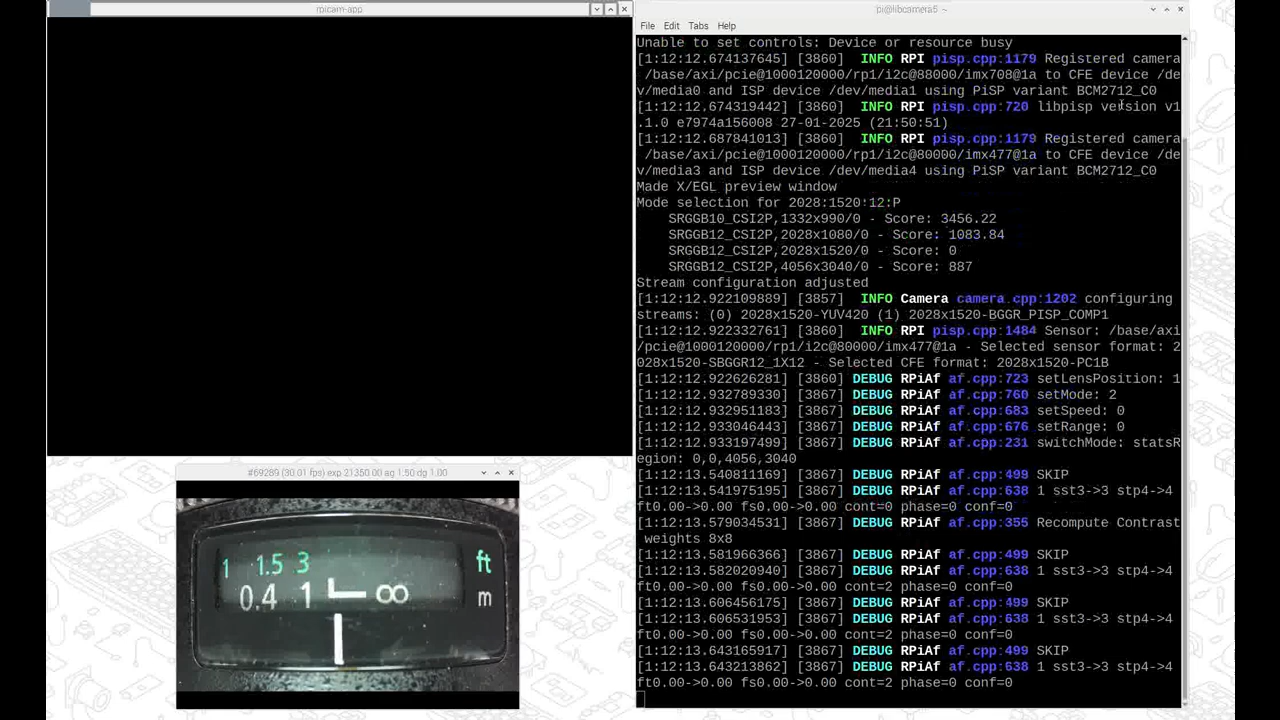 micam-app
pi@libcamera5 ~
File Edit Tabs Help
Unable to set controls: Device or resource busy
[1:12:12.674137645] [3860] INFO RPI pisp.cpp:1179 Registered camera
/base/axi/pcie@1000120000/rp1/i2c@88000/imx708@1a to CFE device /de
v/media0 and ISP device /dev/media1 using PiSP variant BCM2712_C0
[1:12:12.674319442] [3860] INFO RPI pisp.cpp:720 libpisp version v1
.1.0 e7974a156008 27-01-2025 (21:50:51)
[1:12:12.687841013] [3860] INFO RPI pisp.cpp:1179 Registered camera
/base/axi/pcie@1000120000/rp1/i2c@80000/imx477@1a to CFE device /de
v/media3 and ISP device /dev/media4 using PiSP variant BCM2712_C0
Made X/EGL preview window
Mode selection for 2028:1520:12:P
SRGGB10_CSI2P,1332x990/0 - Score: 3456.22
SRGGB12_CSI2P,2028x1080/0 - Score: 1083.84
SRGGB12_CSI2P,2028x1520/0 - Score: 0
SRGGB12_CSI2P,4056x3040/0 - Score: 887
Stream configuration adjusted
[1:12:12.922109889] [3857] INFO Camera camera.cpp:1202 configuring
streams: (0) 2028x1520-YUV420 (1) 2028x1520-BGGR_PISP_COMP1
[1:12:12.922332761] [3860] INFO RPI pisp.cpp:1484 Sensor: /base/axi
/pcie@1000120000/rp1/i2c@80000/imx477@1a - Selected sensor format: 2
028x1520-SBGGR12_1X12 - Selected CFE format: 2028x1520-PC1B
[1:12:12.922626281] [3860] DEBUG RPiAf af.cpp:723 setLensPosition: 1
[1:12:12.932789330] [3867] DEBUG RPiAf af.cpp:760 setMode: 2
[1:12:12.932951183] [3867] DEBUG RPiAf af.cpp:683 setSpeed: 0
[1:12:12.933046443] [3867] DEBUG RPiAf af.cpp:676 setRange: 0
[1:12:12.933197499] [3867] DEBUG RPiAf af.cpp:231 switchMode: statsR
egion: 0,0,4056,3040
[1:12:13.540811169] [3867] DEBUG RPiAf af.cpp:499 SKIP
[1:12:13.541975195] [3867] DEBUG RPiAf af.cpp:638 1 sst3->3 stp4->4
ft0.00->0.00 fs0.00->0.00 cont=0 phase=0 conf=0
[1:12:13.579034531] [3867] DEBUG RPiAf af.cpp:355 Recompute Contrast
weights 8x8
[1:12:13.581966366] [3867] DEBUG RPiAf af.cpp:499 SKIP
[1:12:13.582020940] [3867] DEBUG RPiAf af.cpp:638 1 sst3->3 stp4->4
ft0.00->0.00 fs0.00->0.00 cont=2 phase=0 conf=0
[1:12:13.606456175] [3867] DEBUG RPiAf af.cpp:499 SKIP
[1:12:13.606531953] [3867] DEBUG RPiAf af.cpp:638 1 sst3->3 stp4->4
ft0.00->0.00 fs0.00->0.00 cont=2 phase=0 conf=0
[1:12:13.643165917] [3867] DEBUG RPiAf af.cpp:499 SKIP
[1:12:13.643213862] [3867] DEBUG RPiAf af.cpp:638 1 sst3->3 stp4->4
ft0.00->0.00 fs0.00->0.00 cont=2 phase=0 conf=0
#69289 (30.01 fps) exp 21350.00 ag 1.50 dg 1.00
1 1.5 3 ft
0.4 1 L ∞ m